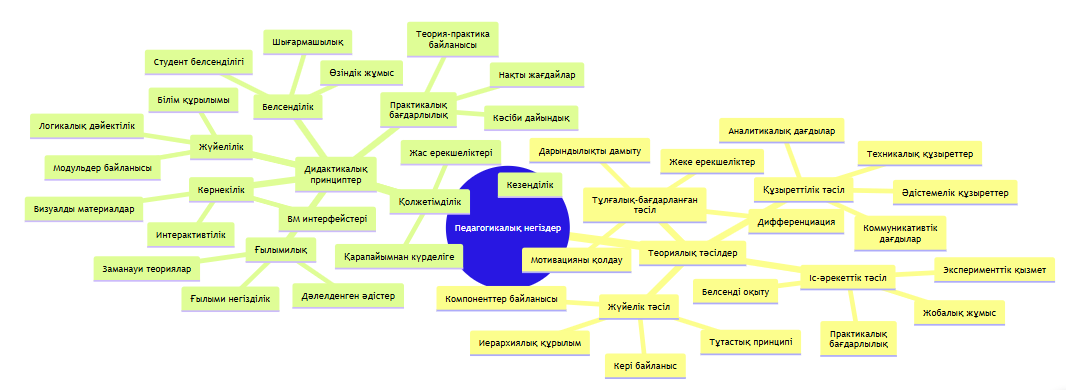 Теория-практика
байланысы
Шығармашылық
Студент белсенділігі
Өзіндік жұмыс
Нақты жағдайлар
Білім құрылымы
Белсенділік
Практикалық
бағдарлылық
Кәсіби дайындық
Логикалық дәйектілік
Аналитикалық дағдылар
Жүйелілік
Жас ерекшеліктері
Дарындылықты дамыту
Жеке ерекшеліктер
Техникалық құзыреттер
Модульдер байланысы
Дидактикалық
принциптер
Кезеңділік
Көрнекілік
Құзыреттілік тәсіл
Әдістемелік құзыреттер
Қолжетімділік
Тұлғалық-бағдарланған
тәсіл
Визуалды материалдар
ВМ интерфейстері
Педагогикалық негіздер
Дифференциация
Интерактивтілік
Коммуникативтік
дағдылар
Ғылымилық
Қарапайымнан курделіге
Мотивацияны қолдау
Теориялық тәсілдер
Заманауи теориялар
Эксперименттік қызмет
Іс-әрекеттік тәсіл
Ғылыми негізділік
Дәлелденген әдістер
Компоненттер байланысы
Белсенді оқыту
Жүйелік тәсіл
Жобалық жұмыс
Иерархиялық құрылым
Тұтастық принципі
Практикалық
бағдарлылық
Кері байланыс